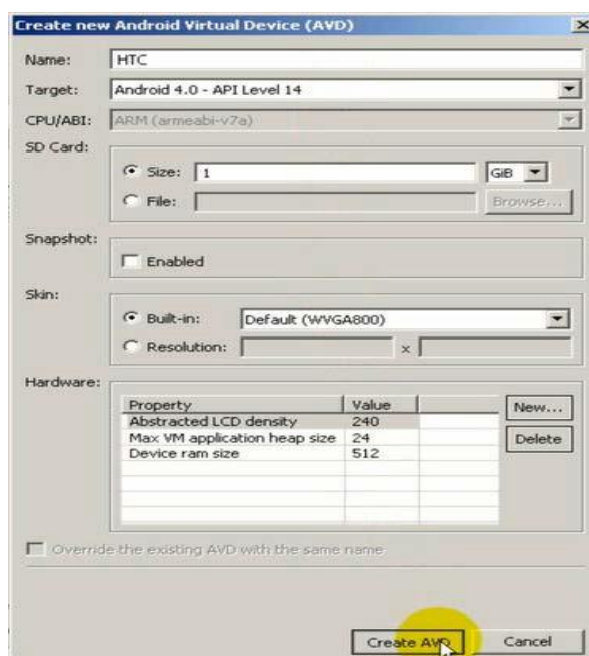 Create new Android Virtual Device (AVD)
Name: HTC
Target: Android 4.0 - API Level 14
CPU/ABI: ARM (armeabi-v7a)
SD Card:
Size: 1 GiB
File: Browse...
Snapshot:
Enabled
Skin:
Built-in: Default (WVGA800)
Resolution: x
Hardware:
Property Value New...
Abstracted LCD density 240
Max VM application heap size 24 Delete
Device ram size 512
Override the existing AVD with the same name
Create AVD Cancel